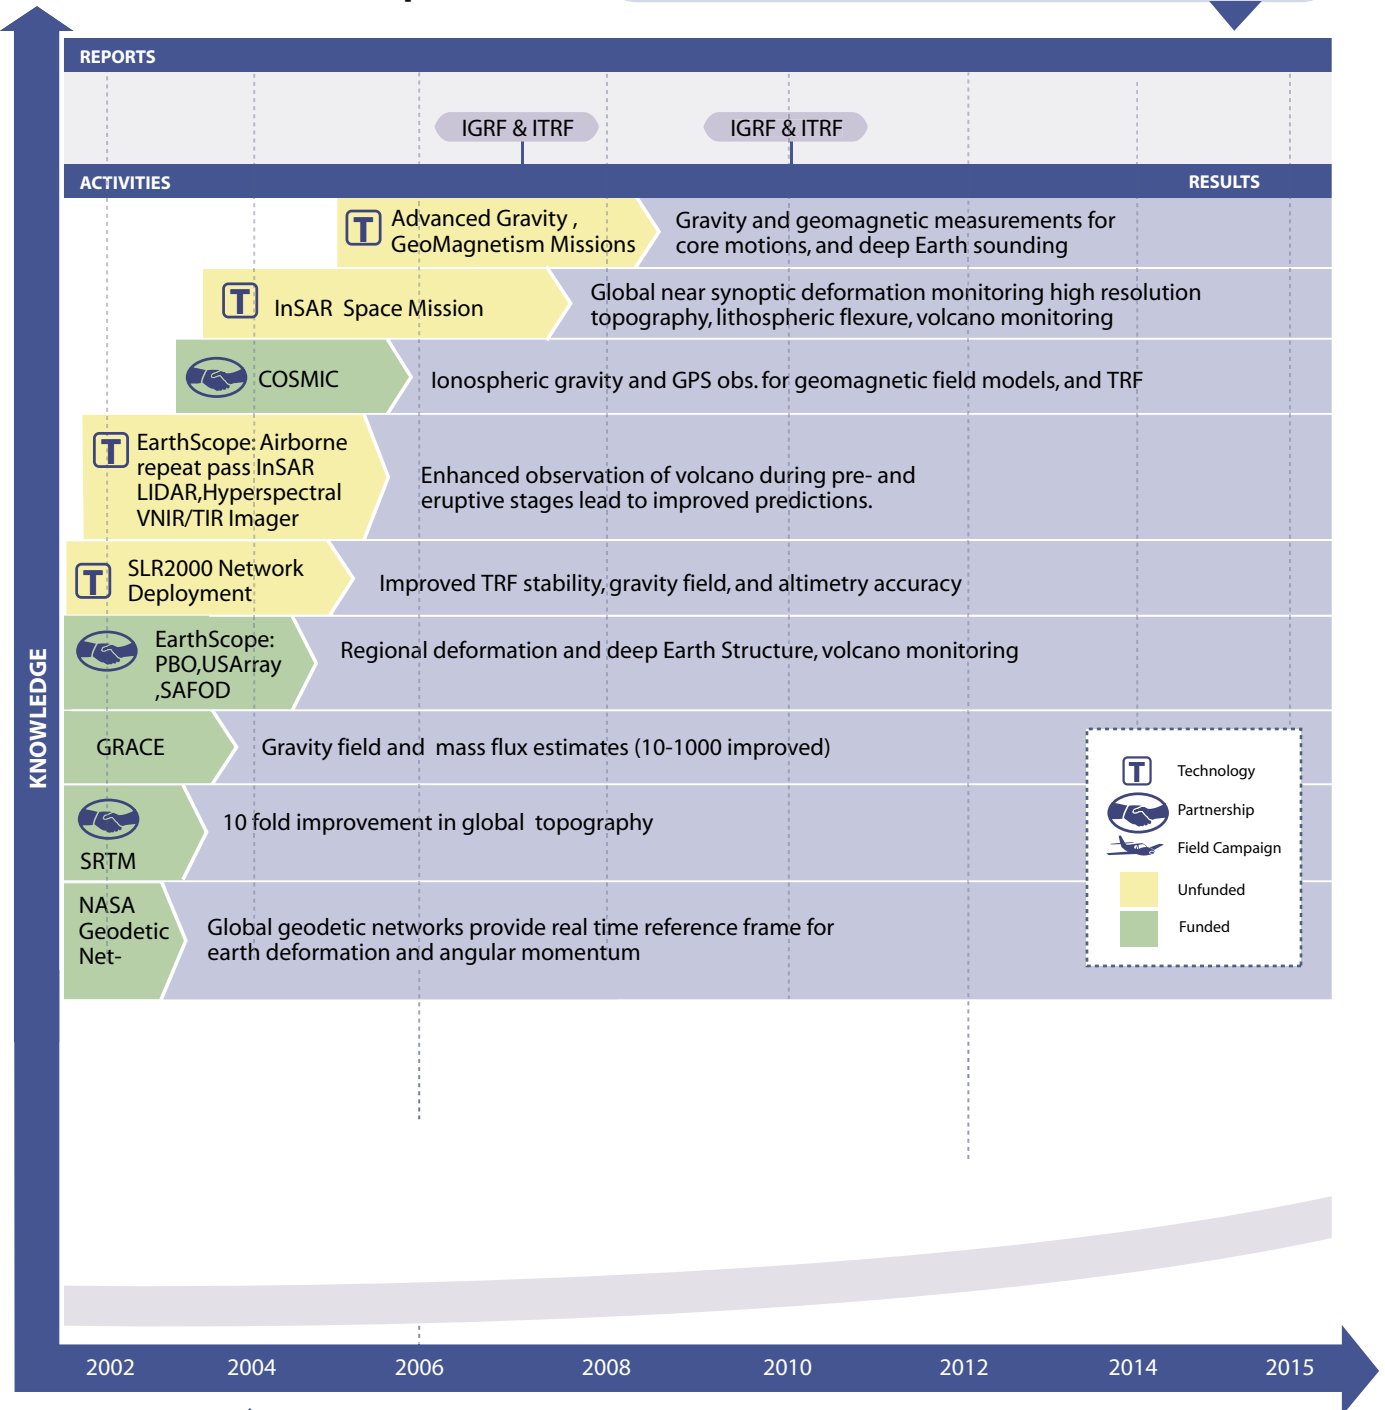 REPORTS
IGRF & ITRF
IGRF & ITRF
ACTIVITIES
RESULTS
Advanced Gravity ,
GeoMagnetism Missions
Gravity and geomagnetic measurements for
core motions, and deep Earth sounding
InSAR Space Mission
Global near synoptic deformation monitoring high resolution
topography, lithospheric flexure, volcano monitoring
COSMIC
Ionospheric gravity and GPS obs. for geomagnetic field models, and TRF
EarthScope: Airborne
repeat pass InSAR
LIDAR,Hyperspectral
VNIR/TIR Imager
Enhanced observation of volcano during pre- and
eruptive stages lead to improved predictions.
SLR2000 Network
Deployment
Improved TRF stability, gravity field, and altimetry accuracy
EarthScope:
PBO,USArray
,SAFOD
Regional deformation and deep Earth Structure, volcano monitoring
GRACE
Gravity field and mass flux estimates (10-1000 improved)
SRTM
10 fold improvement in global topography
NASA
Geodetic
Net-
Global geodetic networks provide real time reference frame for
earth deformation and angular momentum
KNOWLEDGE
T
T
T
T
T
Technology
Partnership
Field Campaign
Unfunded
Funded
2002
2004
2006
2008
2010
2012
2014
2015